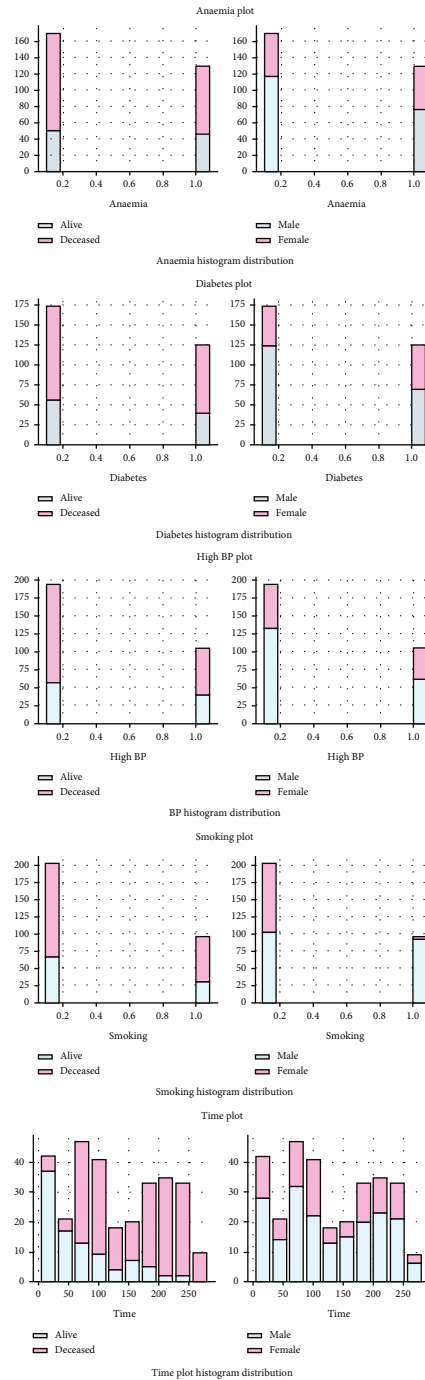 Anaemia plot
160
140
120
100
80
60
40
20
0
0.2 0.4 0.6 0.8 1.0
Anaemia
Alive
Deceased
160
140
120
100
80
60
40
20
0
0.2 0.4 0.6 0.8 1.0
Anaemia
Male
Female
Anaemia histogram distribution
Diabetes plot
175
150
125
100
75
50
25
0
0.2 0.4 0.6 0.8 1.0
Diabetes
Alive
Deceased
175
150
125
100
75
50
25
0
0.2 0.4 0.6 0.8 1.0
Diabetes
Male
Female
Diabetes histogram distribution
High BP plot
200
175
150
125
100
75
50
25
0
0.2 0.4 0.6 0.8 1.0
High BP
Alive
Deceased
200
175
150
125
100
75
50
25
0
0.2 0.4 0.6 0.8 1.0
High BP
Male
Female
BP histogram distribution
Smoking plot
200
175
150
125
100
75
50
25
0
0.2 0.4 0.6 0.8 1.0
Smoking
Alive
Deceased
200
175
150
125
100
75
50
25
0
0.2 0.4 0.6 0.8 1.0
Smoking
Male
Female
Smoking histogram distribution
Time plot
40
30
20
10
0
0 50 100 150 200 250
Time
Alive
Deceased
40
30
20
10
0
0 50 100 150 200 250
Time
Male
Female
Time plot histogram distribution